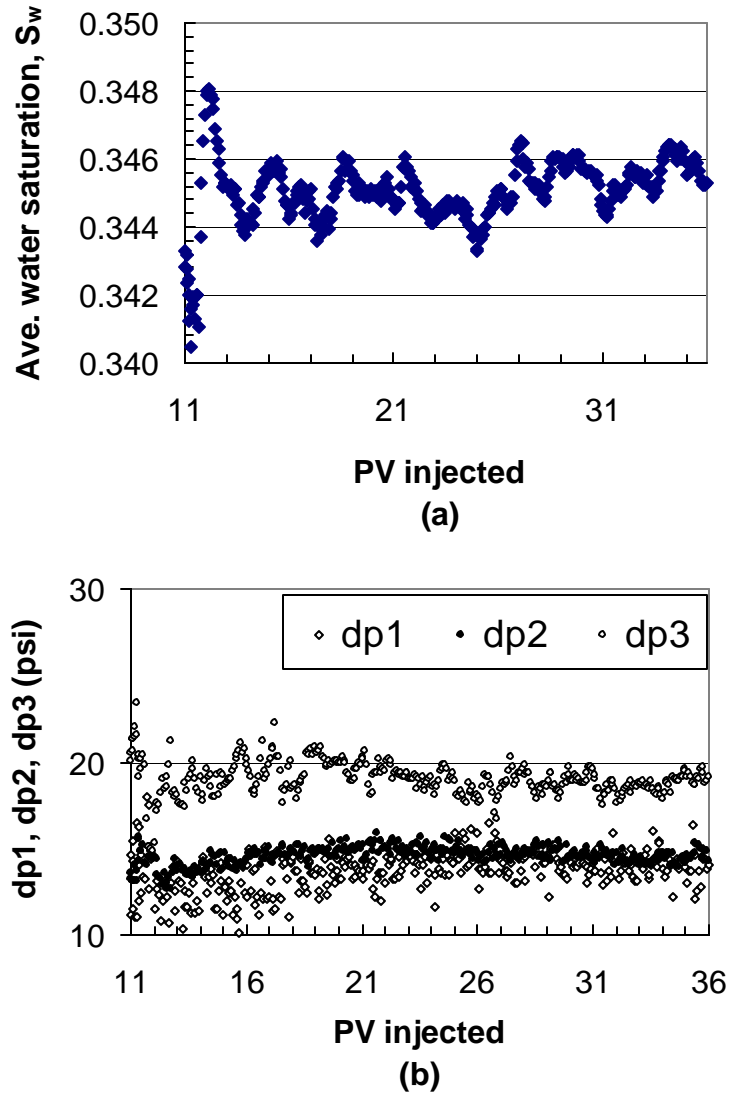 Ave. water saturation, Sw
0.350
0.348
0.346
0.344
0.342
0.340
11 21 31
PV injected
(a)
dp1, dp2, dp3 (psi)
30
20
10
dp1 dp2 dp3
11 16 21 26 31 36
PV injected
(b)